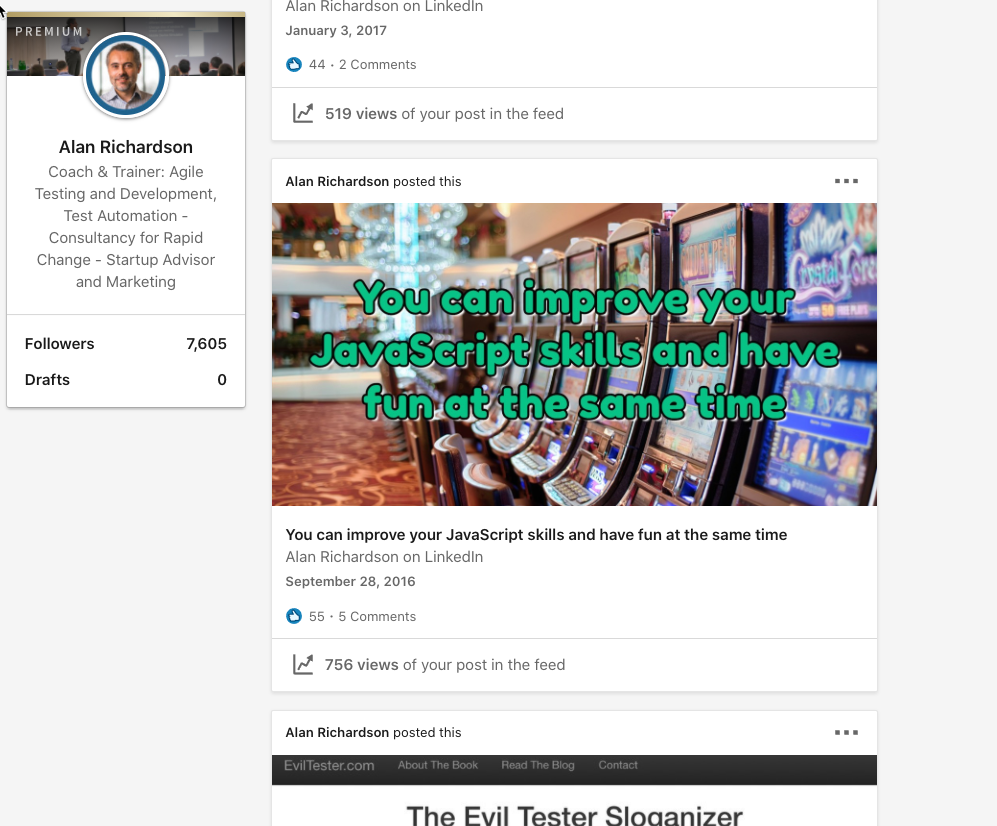 Alan Richardson on LinkedIn
January 3, 2017
44 · 2 Comments
519 views of your post in the feed
PREMIUM
Alan Richardson
Coach & Trainer: Agile
Testing and Development,
Test Automation -
Consultancy for Rapid
Change - Startup Advisor
and Marketing
Followers 7,605
Drafts 0
Alan Richardson posted this
You can improve your
JavaScript skills and have
fun at the same time
You can improve your JavaScript skills and have fun at the same time
Alan Richardson on LinkedIn
September 28, 2016
55 · 5 Comments
756 views of your post in the feed
Alan Richardson posted this
EvilTester.com About The Book Read The Blog Contact
The Evil Tester Sloganizer